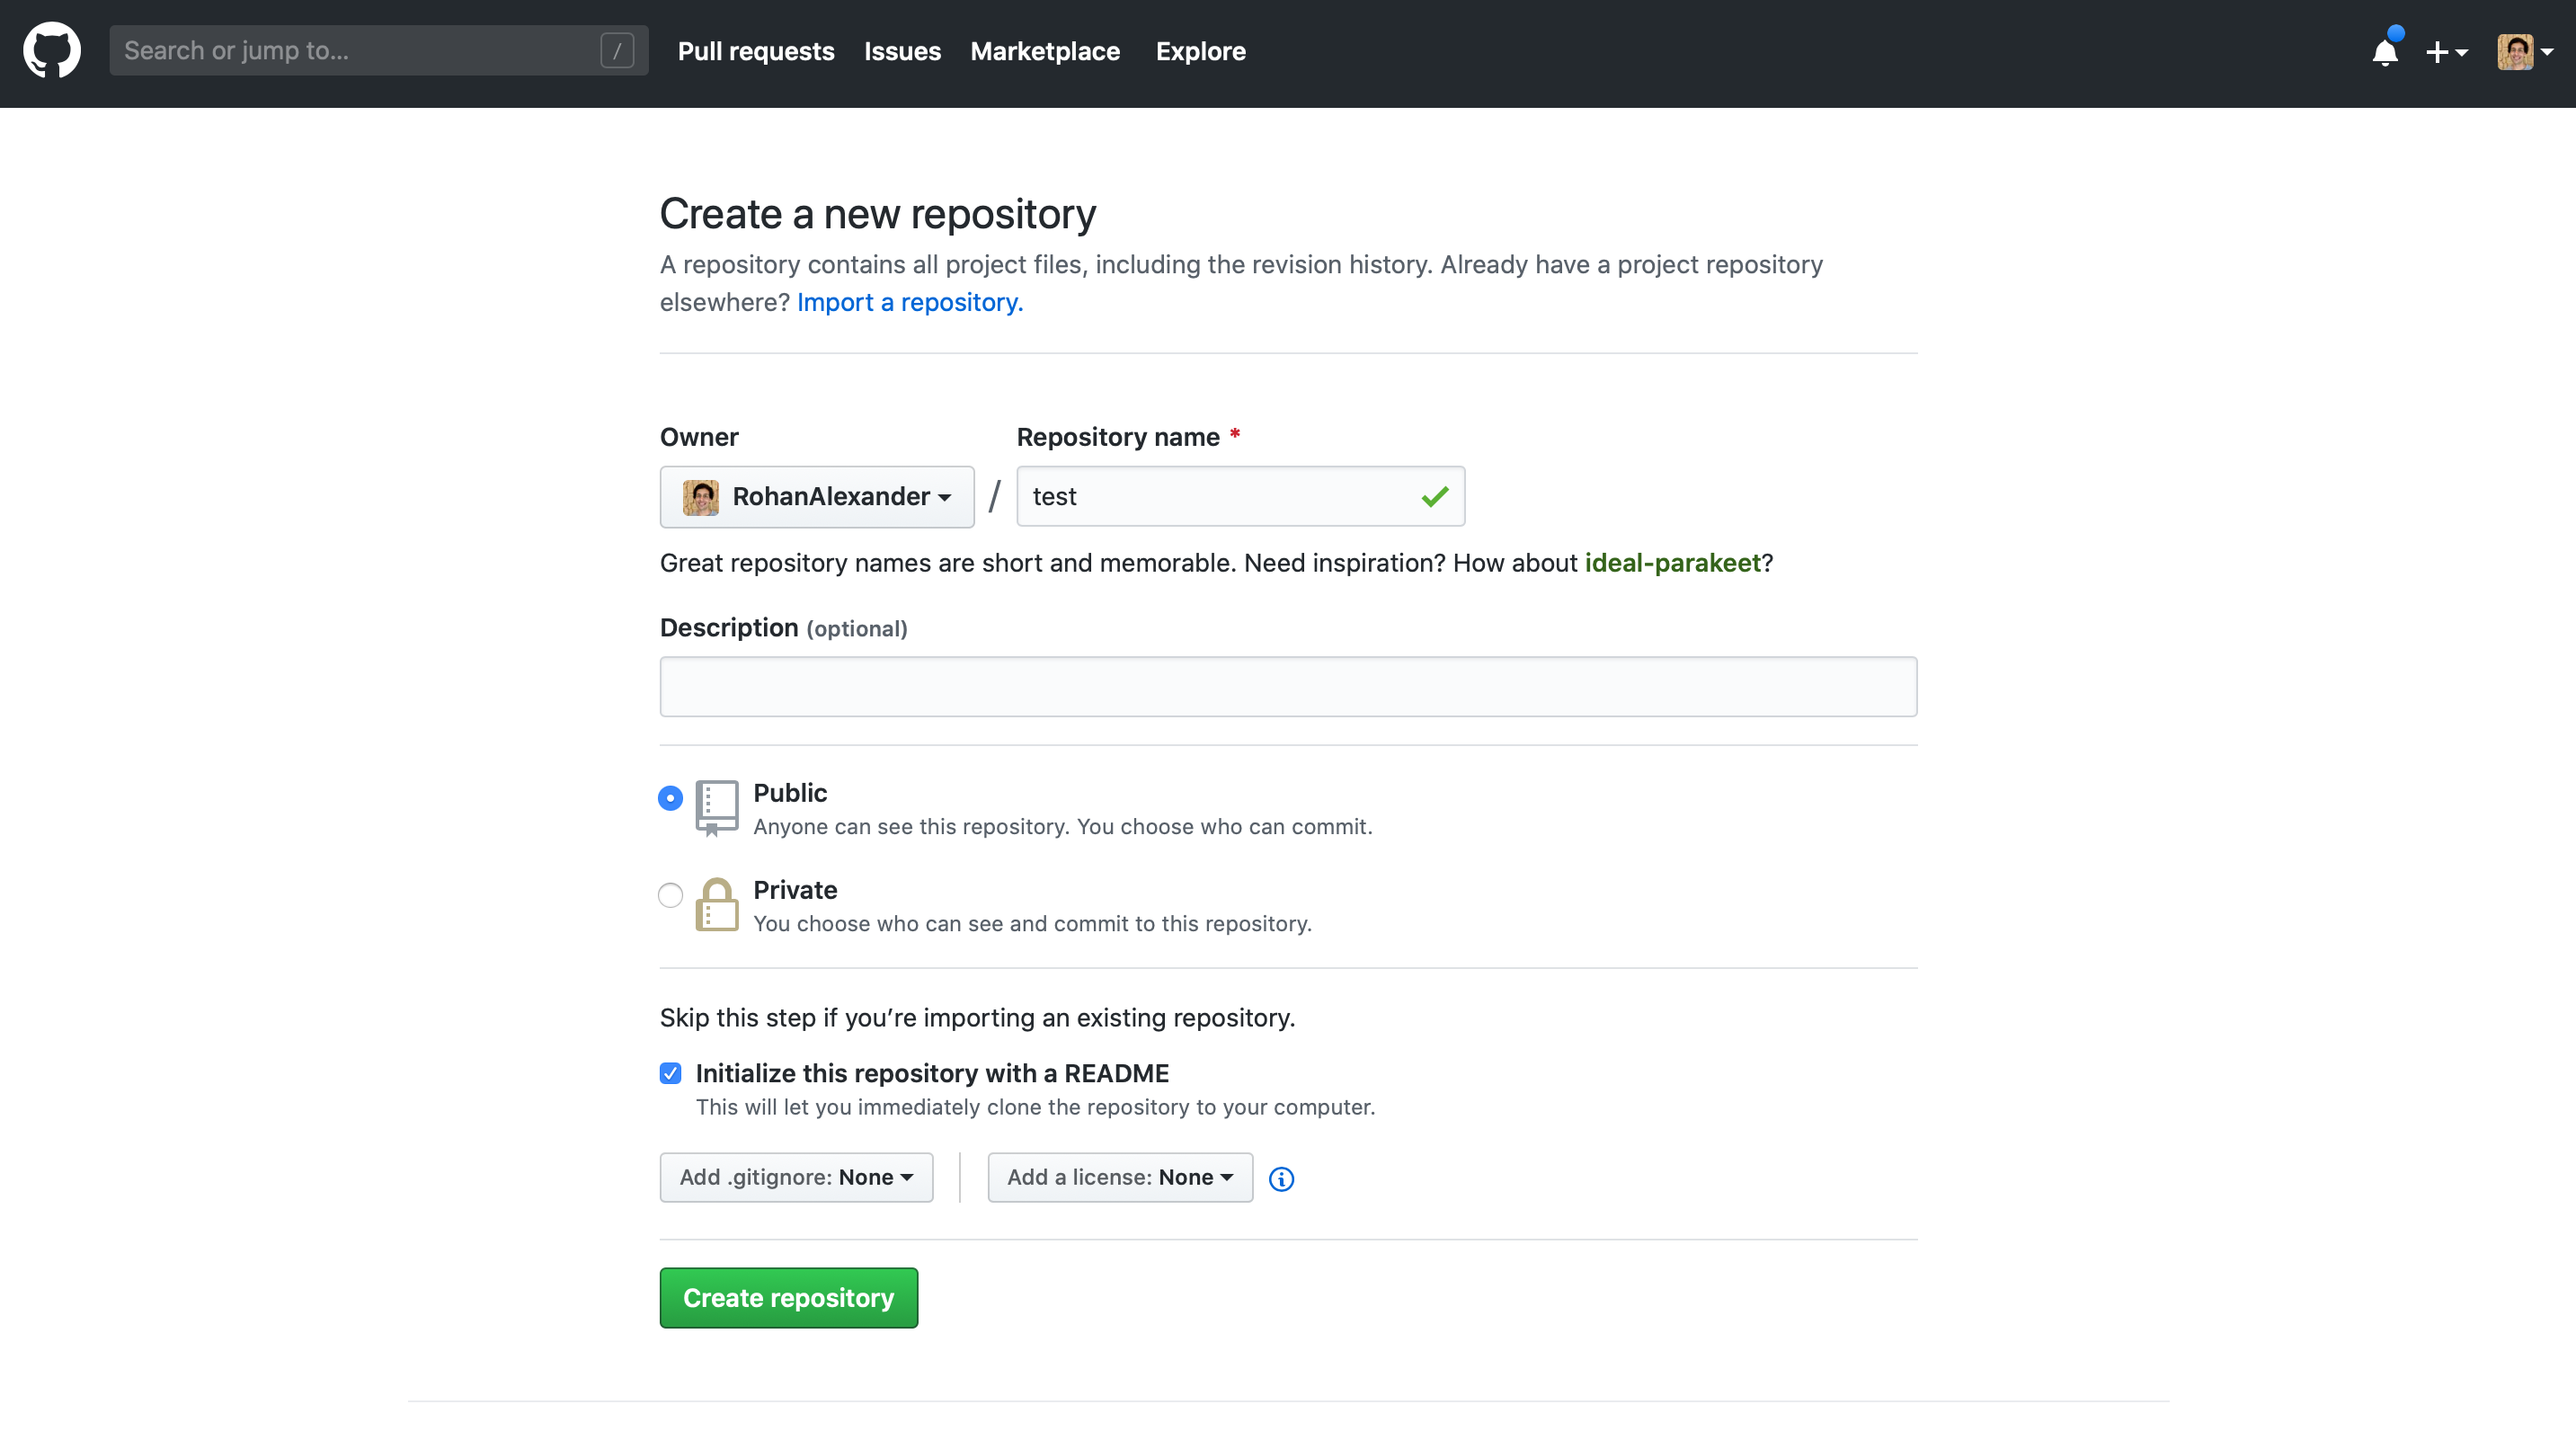 Search or jump to...
/
Pull requests Issues Marketplace Explore
Create a new repository
A repository contains all project files, including the revision history. Already have a project repository
elsewhere? Import a repository.
Owner
Repository name *
RohanAlexander / test
Great repository names are short and memorable. Need inspiration? How about ideal-parakeet?
Description (optional)
Public
Anyone can see this repository. You choose who can commit.
Private
You choose who can see and commit to this repository.
Skip this step if you’re importing an existing repository.
Initialize this repository with a README
This will let you immediately clone the repository to your computer.
Add .gitignore: None
Add a license: None
Create repository